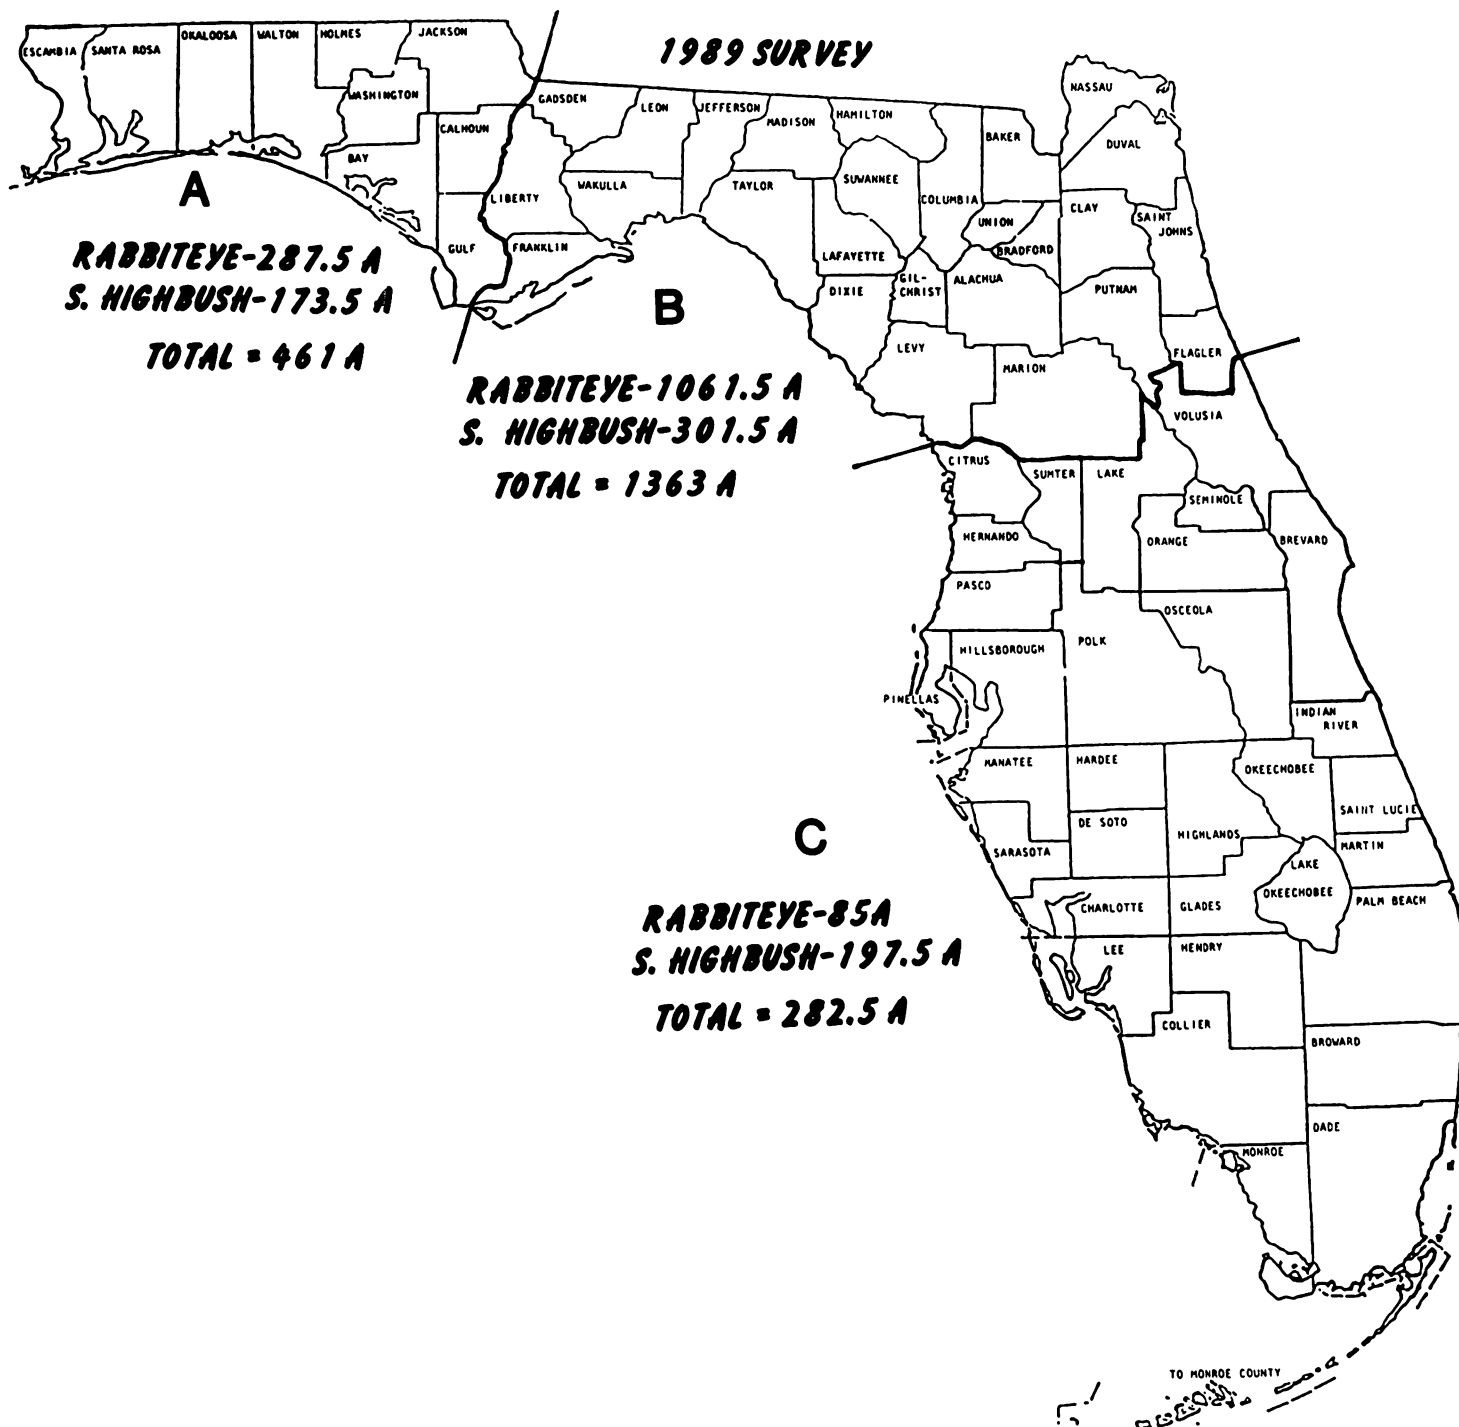 1989 SURVEY
ESCAMBIA
SANTA ROSA
OKALOOSA
WALTON
HOLMES
JACKSON
WASHINGTON
BAY
CALHOUN
GULF
GADSDEN
LIBERTY
FRANKLIN
LEON
WAKULLA
JEFFERSON
MADISON
TAYLOR
HAMILTON
SUWANNEE
LAFAYETTE
DIXIE
COLUMBIA
BAKER
NASSAU
DUVAL
UNION
BRADFORD
CLAY
SAINT
JOHNS
GIL-
CHRIST
ALACHUA
PUTNAM
LEVY
MARION
FLAGLER
VOLUSIA
A
RABBITEYE-287.5 A
S. HIGHBUSH-173.5 A
TOTAL = 461 A
B
RABBITEYE-1061.5 A
S. HIGHBUSH-301.5 A
TOTAL = 1363 A
CITRUS
SUMTER
LAKE
SEMINOLE
HERNANDO
ORANGE
BREVARD
PASCO
OSCEOLA
HILLSBOROUGH
POLK
PINELLAS
INDIAN
RIVER
MANATEE
HARDEE
OKEECHOBEE
SAINT LUCIE
DE SOTO
HIGHLANDS
SARASOTA
MARTIN
LAKE
OKEECHOBEE
CHARLOTTE
GLADES
PALM BEACH
LEE
HENDRY
COLLIER
BROWARD
DADE
MONROE
C
RABBITEYE-85A
S. HIGHBUSH-197.5 A
TOTAL = 282.5 A
TO MONROE COUNTY